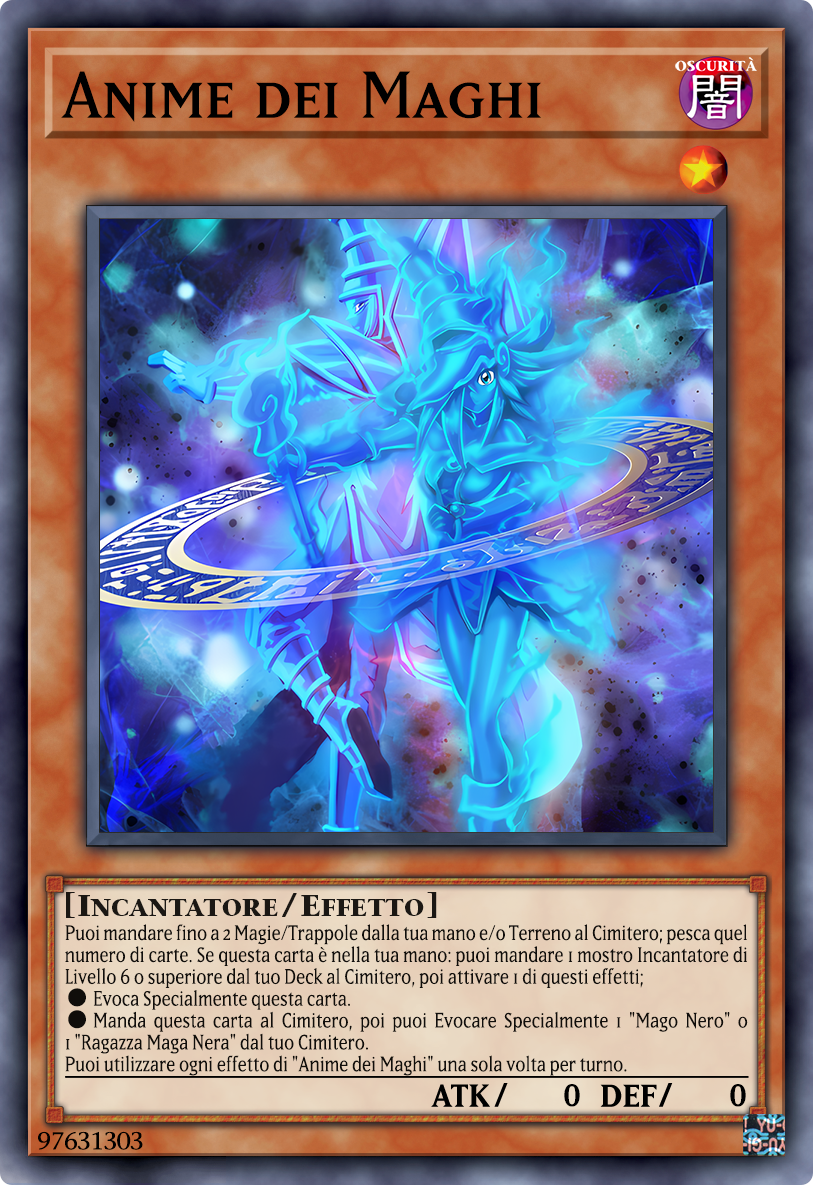 Anime dei Maghi
OSCURITÀ
闇
[Incantatore/Effetto]
Puoi mandare fino a 2 Magie/Trappole dalla tua mano e/o Terreno al Cimitero; pesca quel
numero di carte. Se questa carta è nella tua mano: puoi mandare 1 mostro Incantatore di
Livello 6 o superiore dal tuo Deck al Cimitero, poi attivare 1 di questi effetti;
● Evoca Specialmente questa carta.
● Manda questa carta al Cimitero, poi puoi Evocare Specialmente 1 "Mago Nero" o
1 "Ragazza Maga Nera" dal tuo Cimitero.
Puoi utilizzare ogni effetto di "Anime dei Maghi" una sola volta per turno.
ATK/ 0 DEF/ 0
97631303